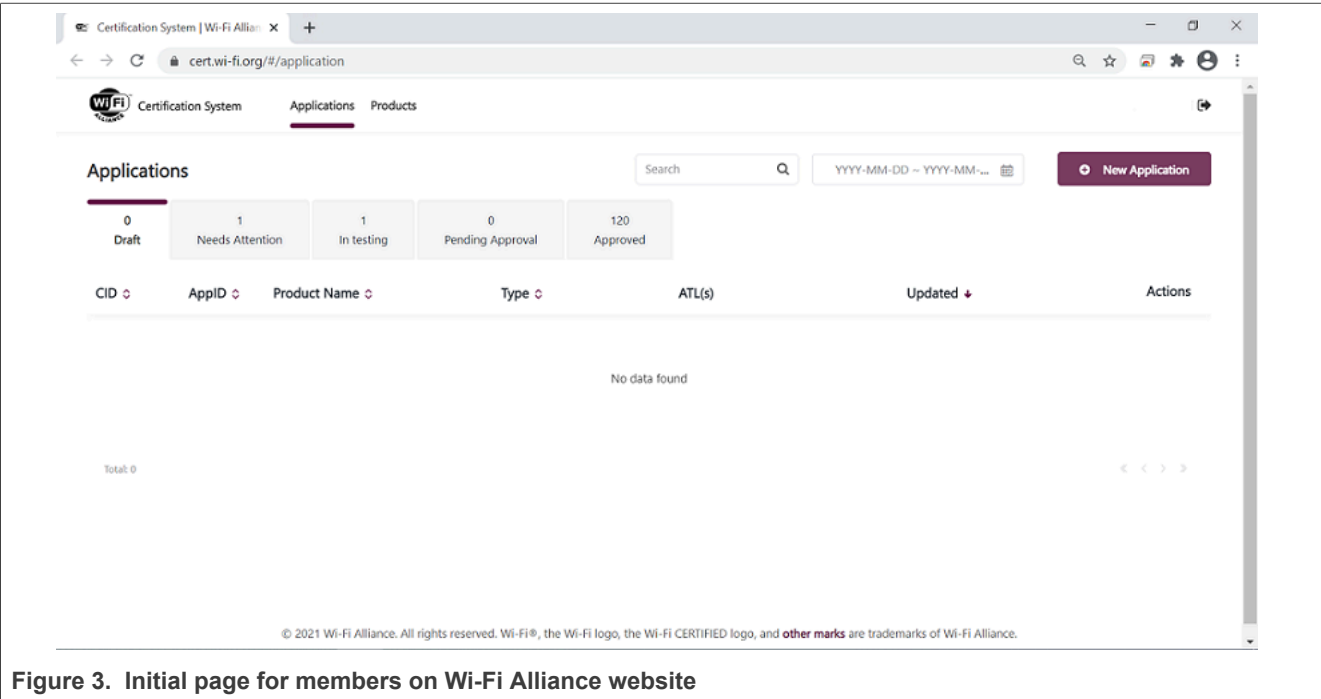 Certification System | Wi-Fi Allian
cert.wi-fi.org/#/application
Wi Fi ALLIANCE Certification System Applications Products
Applications Search YYYY-MM-DD ~ YYYY-MM-... New Application
0 1 1 0 120
Draft Needs Attention In testing Pending Approval Approved
CID AppID Product Name Type ATL(s) Updated Actions
No data found
Total: 0
© 2021 Wi-Fi Alliance. All rights reserved. Wi-Fi®, the Wi-Fi logo, the Wi-Fi CERTIFIED logo, and other marks are trademarks of Wi-Fi Alliance.
Figure 3. Initial page for members on Wi-Fi Alliance website